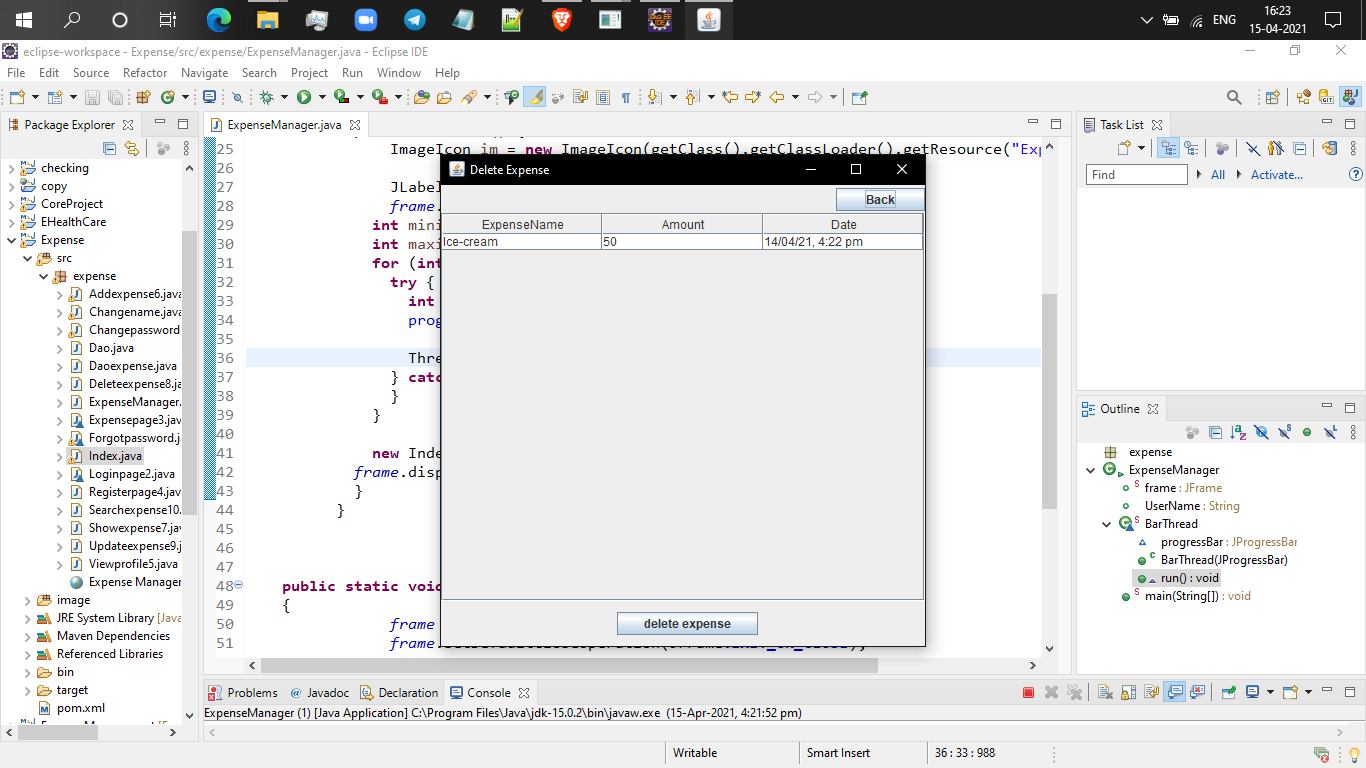 ENG
16:23
15-04-2021
eclipse-workspace - Expense/src/expense/ExpenseManager.java - Eclipse IDE
File Edit Source Refactor Navigate Search Project Run Window Help
Package Explorer
ExpenseManager.java
Task List
checking
copy
CoreProject
EHealthCare
Expense
src
expense
Addexpense6.java
Changename.java
Changepassword
Dao.java
Daoexpense.java
Deleteexpense8.java
ExpenseManager.
Expensepage3.jav
Forgotpassword.j
Index.java
Loginpage2.java
Registerpage4.jav
Searchexpense10.
Showexpense7.jav
Updateexpense9.j
Viewprofile5.java
Expense Manager
image
JRE System Library [Java
Maven Dependencies
Referenced Libraries
bin
target
pom.xml
25 ImageIcon im = new ImageIcon(getClass().getClassLoader().getResource("Exp
26
27 JLabel
28 frame.
29 int mini
30 int maxi
31 for (int
32 try {
33 int
34 prog
35
36 Thre
37 } catc
38 }
39 }
40
41 new Inde
42 frame.disp
43 }
44 }
45
46
47
48 public static void
49 {
50 frame
51
Delete Expense
Back
ExpenseName Amount Date
Ice-cream 50 14/04/21, 4:22 pm
delete expense
Find
All
Activate...
Outline
expense
ExpenseManager
frame : JFrame
UserName : String
BarThread
progressBar : JProgressBar
BarThread(JProgressBar)
run() : void
main(String[]) : void
Problems @ Javadoc Declaration Console
ExpenseManager (1) [Java Application] C:\Program Files\Java\jdk-15.0.2\bin\javaw.exe (15-Apr-2021, 4:21:52 pm)
Writable Smart Insert 36 : 33 : 988